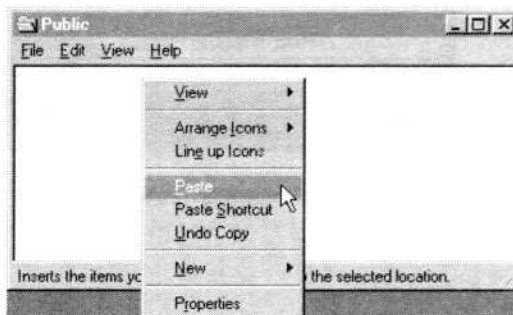 Public
File Edit View Help
View
Arrange Icons
Line up Icons
Paste
Paste Shortcut
Undo Copy
New
Inserts the items yo the selected location.
Properties